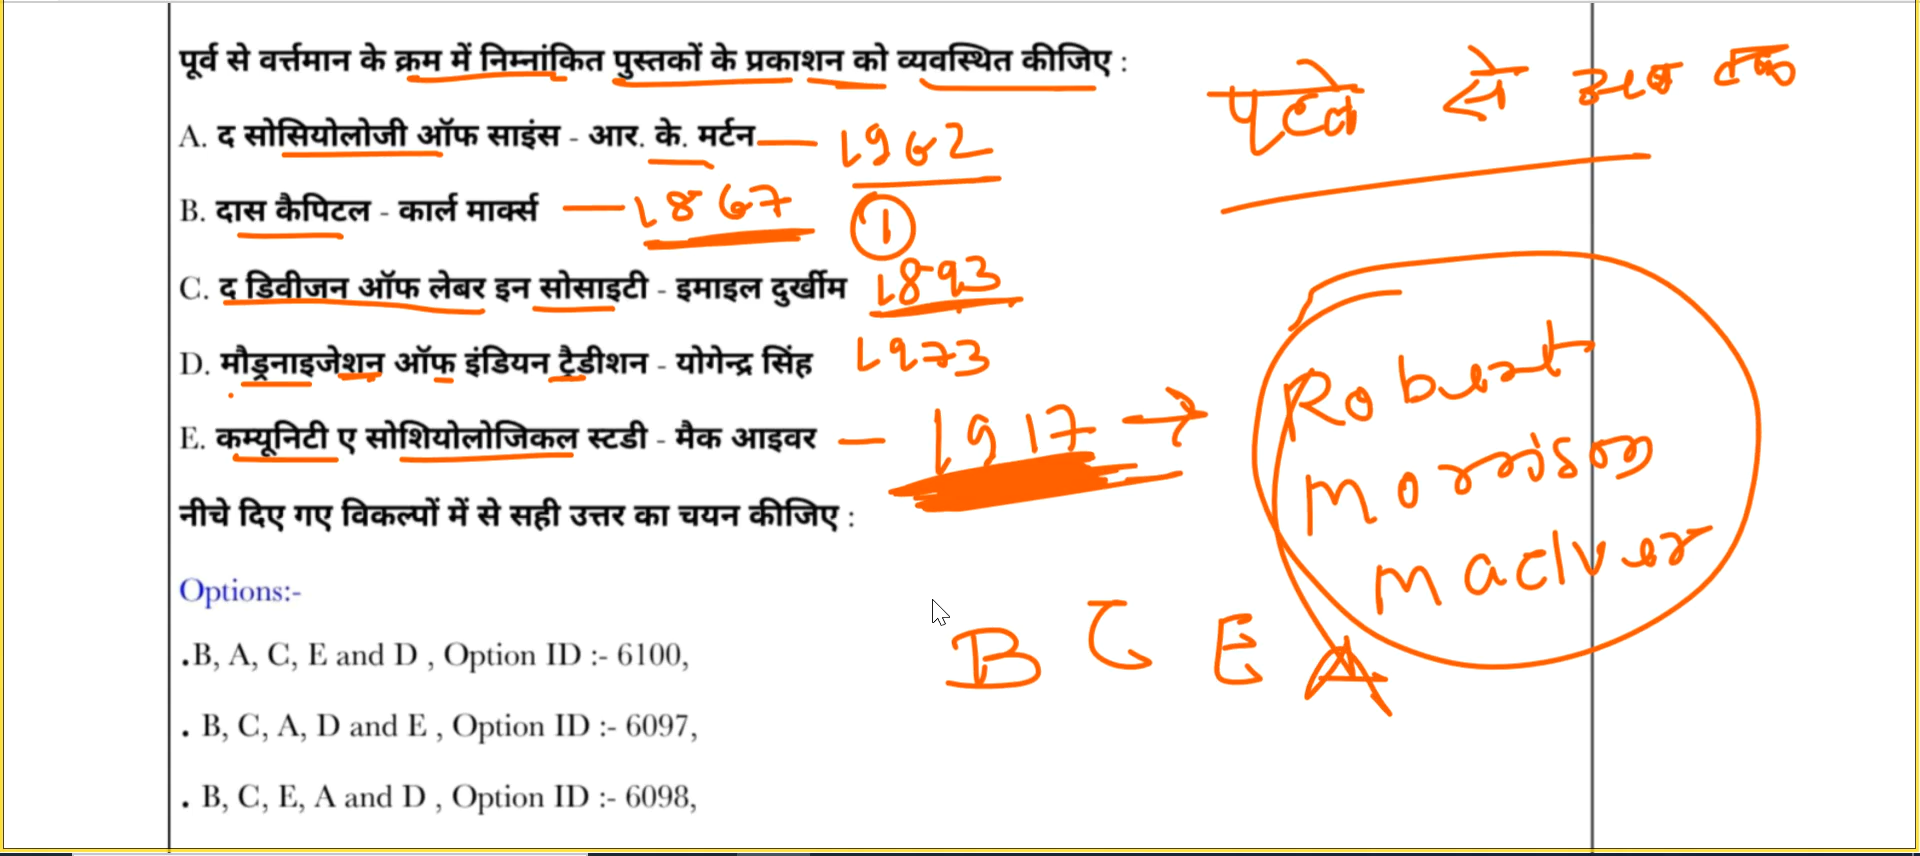 पूर्व से वर्त्तमान के क्रम में निम्नांकित पुस्तकों के प्रकाशन को व्यवस्थित कीजिए :
पहले से अब तक
A. द सोसियोलोजी ऑफ साइंस - आर. के. मर्टन — 1962
B. दास कैपिटल - कार्ल मार्क्स — 1867 1
C. द डिवीजन ऑफ लेबर इन सोसाइटी - इमाइल दुर्खीम 1893
D. मौड्रनाइजेशन ऑफ इंडियन ट्रैडीशन - योगेन्द्र सिंह 1973
E. कम्यूनिटी ए सोशियोलोजिकल स्टडी - मैक आइवर — 1917 →
Robert
Morrison
MacIver
नीचे दिए गए विकल्पों में से सही उत्तर का चयन कीजिए :
Options:-
B C E A
.B, A, C, E and D , Option ID :- 6100,
. B, C, A, D and E , Option ID :- 6097,
. B, C, E, A and D , Option ID :- 6098,